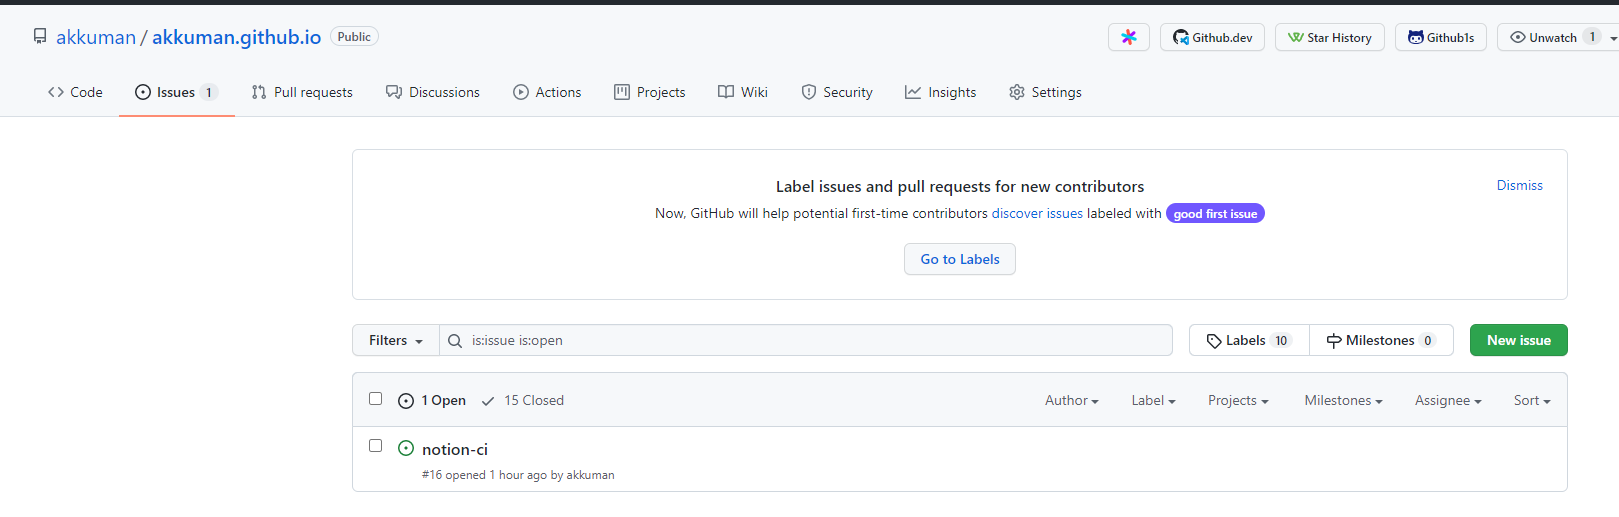 akkuman / akkuman.github.io Public
Github.dev Star History Github1s Unwatch 1
Code Issues 1 Pull requests Discussions Actions Projects Wiki Security Insights Settings
Label issues and pull requests for new contributors
Dismiss
Now, GitHub will help potential first-time contributors discover issues labeled with good first issue
Go to Labels
Filters is:issue is:open Labels 10 Milestones 0 New issue
1 Open 15 Closed Author Label Projects Milestones Assignee Sort
notion-ci
#16 opened 1 hour ago by akkuman